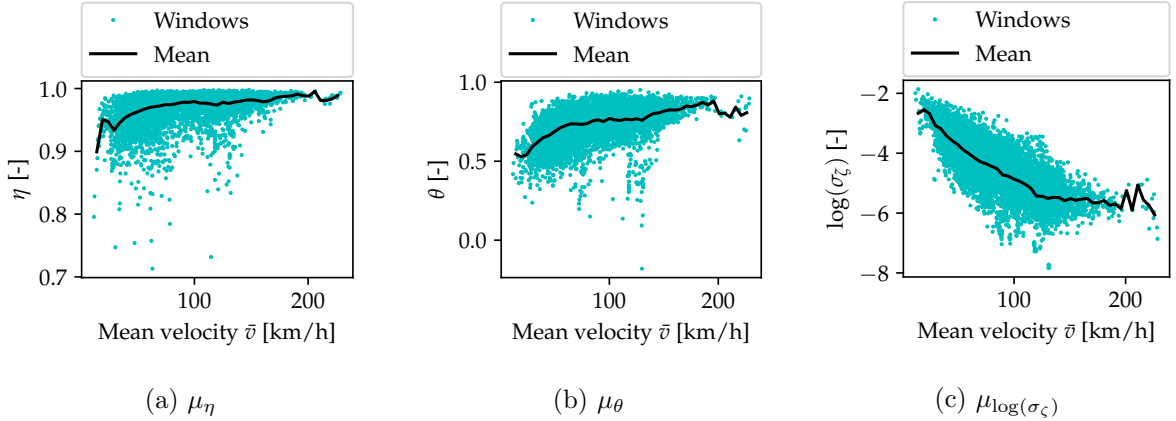 Windows
Mean
1.0
0.9
0.8
0.7
η [-]
100
200
Mean velocity v̄ [km/h]
(a) μ_η
Windows
Mean
1.0
0.5
0.0
θ [-]
100
200
Mean velocity v̄ [km/h]
(b) μ_θ
Windows
Mean
−2
−4
−6
−8
log(σ_ζ) [-]
100
200
Mean velocity v̄ [km/h]
(c) μ_log(σ_ζ)